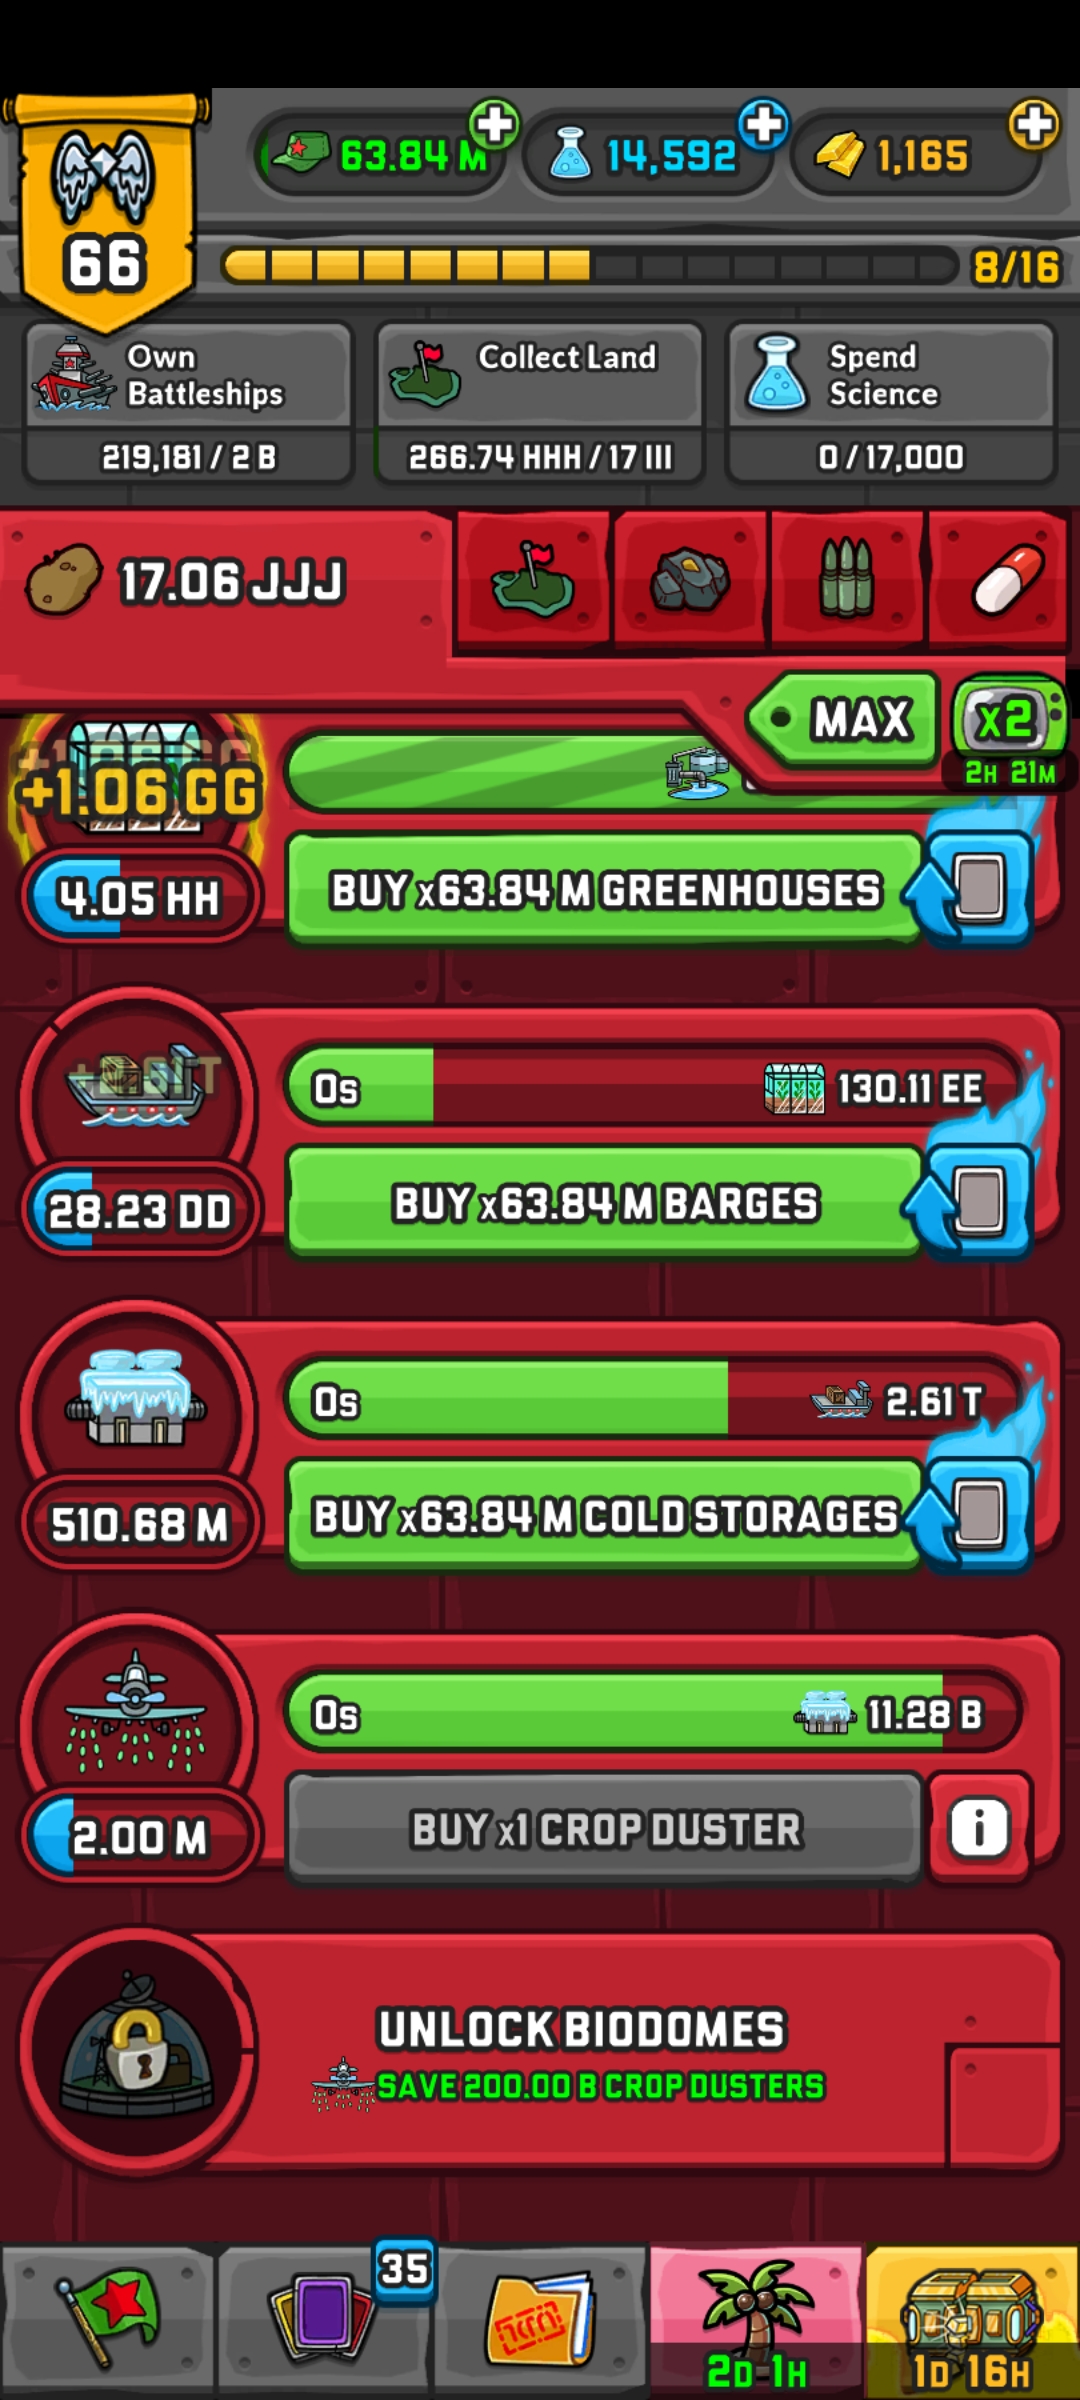 63.84 M
14,592
1,165
66
8/16
Own
Battleships
219,181 / 2 B
Collect Land
266.74 HHH / 17 III
Spend
Science
0 / 17,000
17.06 JJJ
MAX
x2
2H 21M
+1.06 GG
4.05 HH
BUY x63.84 M GREENHOUSES
0s
130.11 EE
28.23 DD
BUY x63.84 M BARGES
0s
2.61 T
510.68 M
BUY x63.84 M COLD STORAGES
0s
11.28 B
2.00 M
BUY x1 CROP DUSTER
i
UNLOCK BIODOMES
SAVE 200.00 B CROP DUSTERS
35
2D 1H
1D 16H